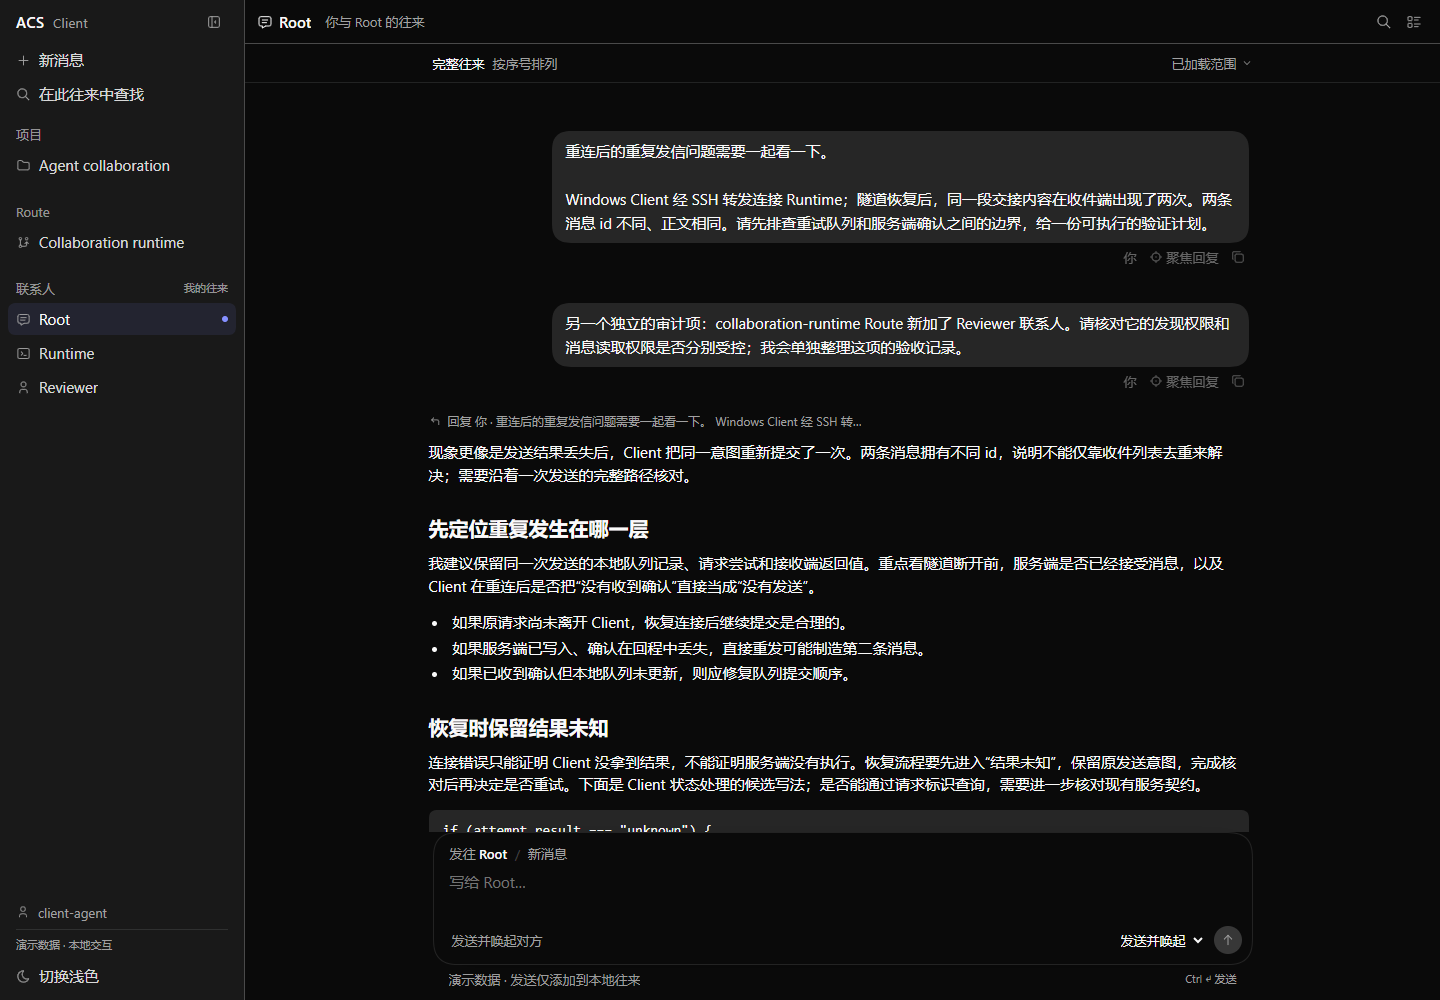 ACS Client
新消息
在此往来中查找
项目
Agent collaboration
Route
Collaboration runtime
联系人 我的往来
Root
Runtime
Reviewer
client-agent
演示数据 · 本地交互
切换浅色
Root 你与 Root 的往来
完整往来 按序号排列 已加载范围
重连后的重复发信问题需要一起看一下。
Windows Client 经 SSH 转发连接 Runtime；隧道恢复后，同一段交接内容在收件端出现了两次。两条
消息 id 不同、正文相同。请先排查重试队列和服务端确认之间的边界，给一份可执行的验证计划。
你 聚焦回复
另一个独立的审计项：collaboration-runtime Route 新加了 Reviewer 联系人。请核对它的发现权限和
消息读取权限是否分别受控；我会单独整理这项的验收记录。
你 聚焦回复
回复 你 · 重连后的重复发信问题需要一起看一下。 Windows Client 经 SSH 转...
现象更像是发送结果丢失后，Client 把同一意图重新提交了一次。两条消息拥有不同 id，说明不能仅靠收件列表去重来解
决；需要沿着一次发送的完整路径核对。
先定位重复发生在哪一层
我建议保留同一次发送的本地队列记录、请求尝试和接收端返回值。重点看隧道断开前，服务端是否已经接受消息，以及
Client 在重连后是否把“没有收到确认”直接当成“没有发送”。
• 如果原请求尚未离开 Client，恢复连接后继续提交是合理的。
• 如果服务端已写入、确认在回程中丢失，直接重发可能制造第二条消息。
• 如果已收到确认但本地队列未更新，则应修复队列提交顺序。
恢复时保留结果未知
连接错误只能证明 Client 没拿到结果，不能证明服务端没有执行。恢复流程要先进入“结果未知”，保留原发送意图，完成核
对后再决定是否重试。下面是 Client 状态处理的候选写法；是否能通过请求标识查询，需要进一步核对现有服务契约。
if (attempt.result === "unknown") {
发往 Root / 新消息
写给 Root...
发送并唤起对方 发送并唤起
演示数据 · 发送仅添加到本地往来 Ctrl ↵ 发送